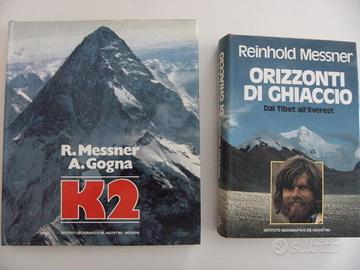 R. Messner
A. Gogna
K2
ISTITUTO GEOGRAFICO DE AGOSTINI - NOVARA
Reinhold Messner
ORIZZONTI
DI GHIACCIO
Dal Tibet all'Everest
ISTITUTO GEOGRAFICO DE AGOSTINI
subito